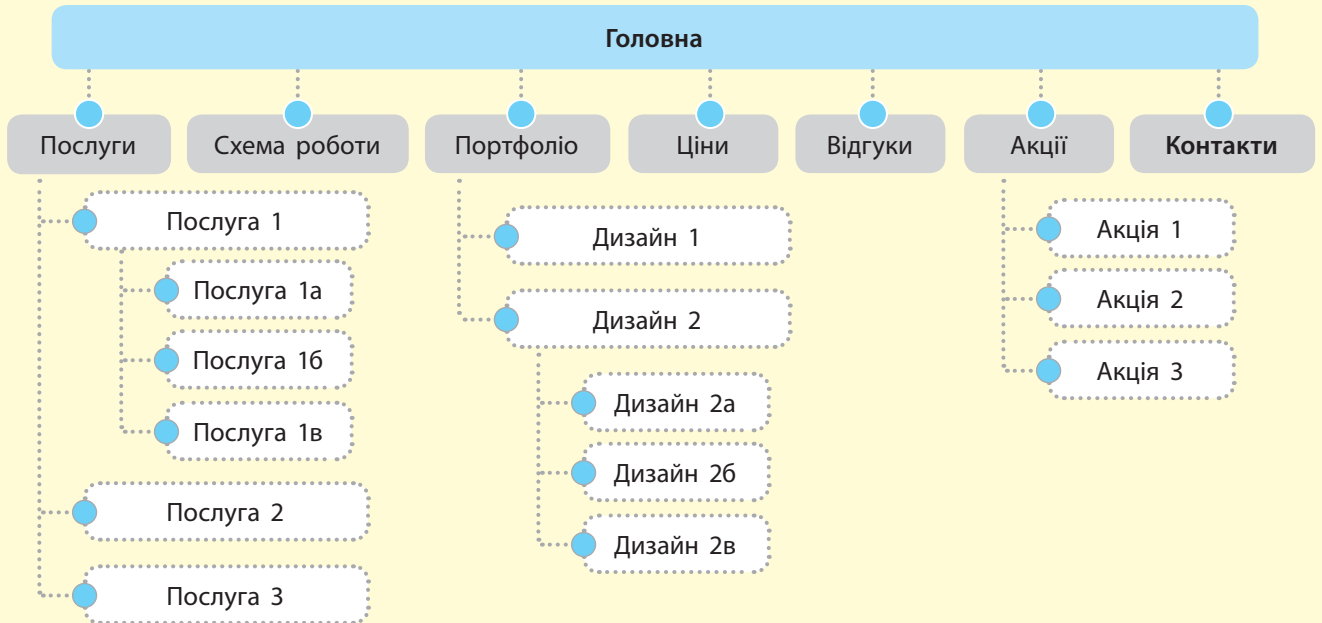 Головна
Послуги
Схема роботи
Портфоліо
Ціни
Відгуки
Акції
Контакти
Послуга 1
Послуга 1а
Послуга 1б
Послуга 1в
Послуга 2
Послуга 3
Дизайн 1
Дизайн 2
Дизайн 2а
Дизайн 2б
Дизайн 2в
Акція 1
Акція 2
Акція 3